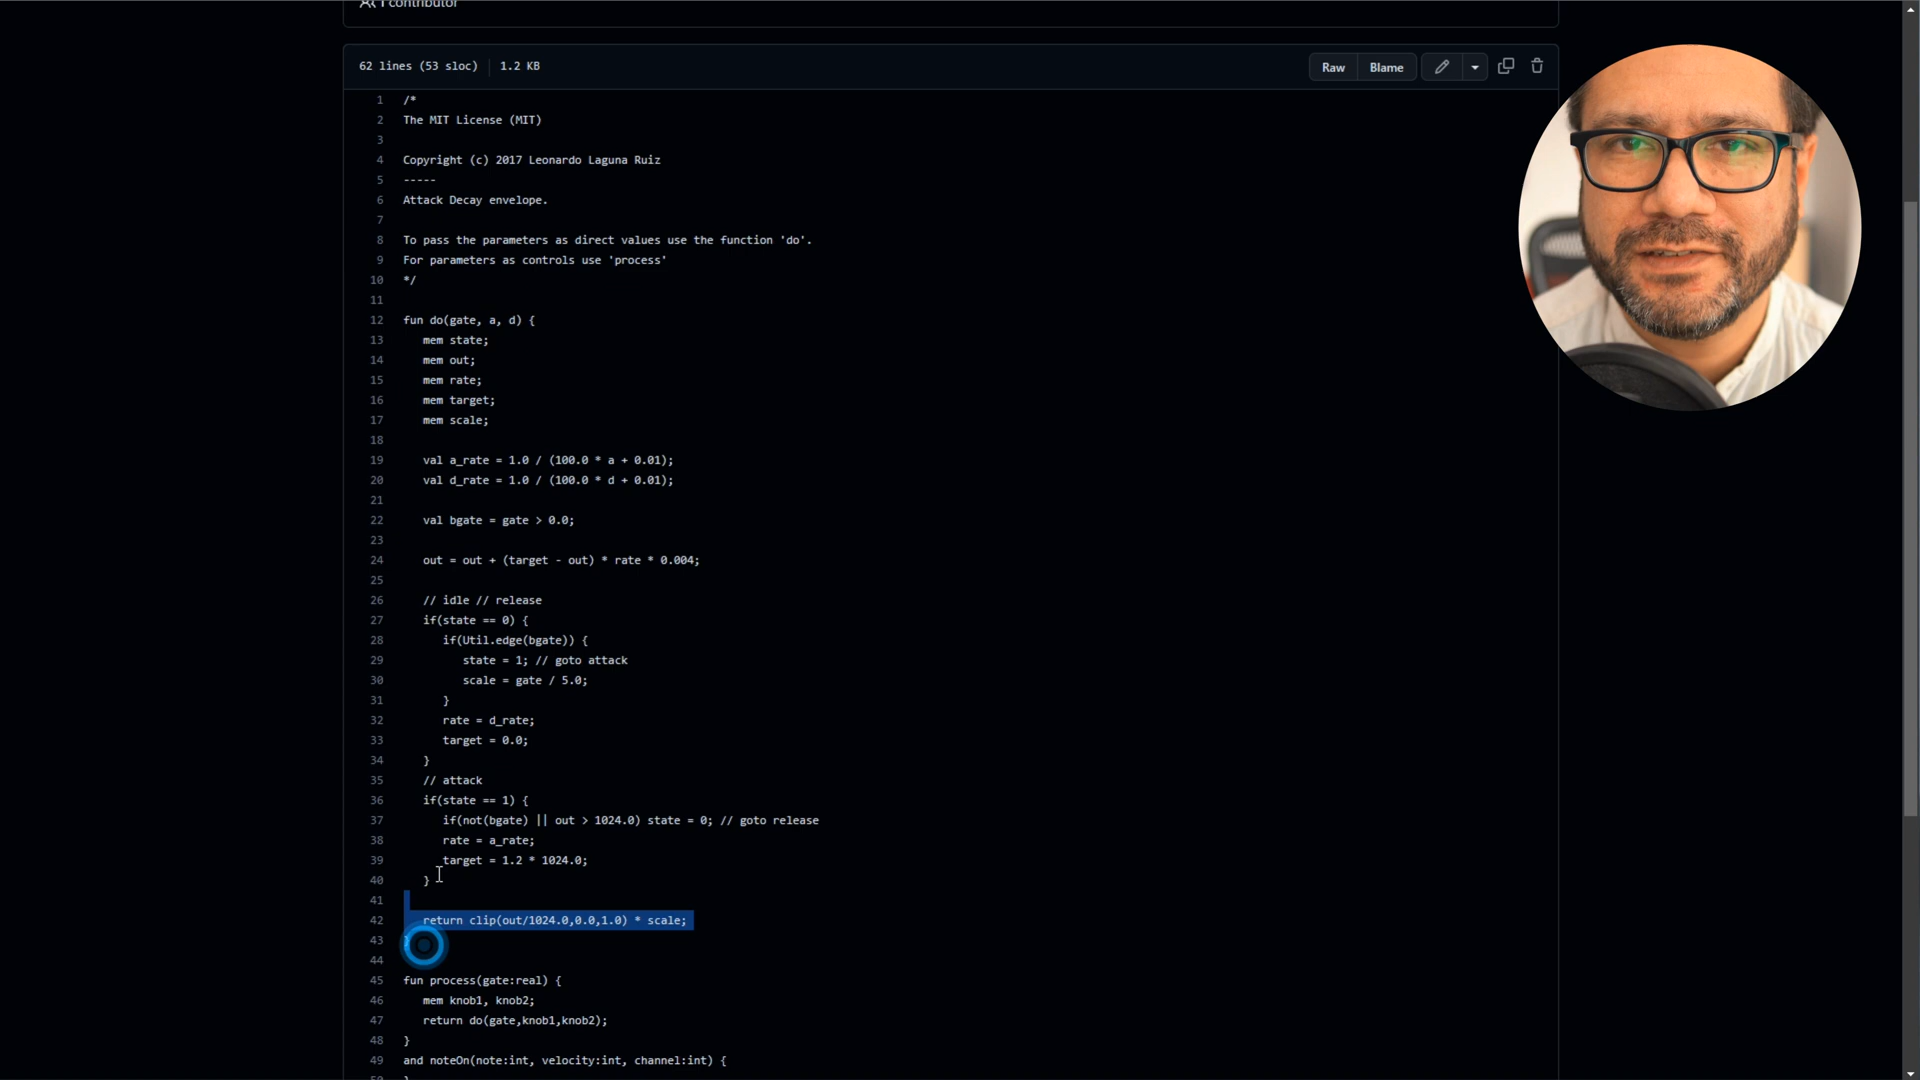 1 contributor
62 lines (53 sloc) 1.2 KB
Raw Blame
1 /*
2 The MIT License (MIT)
3
4 Copyright (c) 2017 Leonardo Laguna Ruiz
5 -----
6 Attack Decay envelope.
7
8 To pass the parameters as direct values use the function 'do'.
9 For parameters as controls use 'process'
10 */
11
12 fun do(gate, a, d) {
13 mem state;
14 mem out;
15 mem rate;
16 mem target;
17 mem scale;
18
19 val a_rate = 1.0 / (100.0 * a + 0.01);
20 val d_rate = 1.0 / (100.0 * d + 0.01);
21
22 val bgate = gate > 0.0;
23
24 out = out + (target - out) * rate * 0.004;
25
26 // idle // release
27 if(state == 0) {
28 if(Util.edge(bgate)) {
29 state = 1; // goto attack
30 scale = gate / 5.0;
31 }
32 rate = d_rate;
33 target = 0.0;
34 }
35 // attack
36 if(state == 1) {
37 if(not(bgate) || out > 1024.0) state = 0; // goto release
38 rate = a_rate;
39 target = 1.2 * 1024.0;
40 }
41
42 return clip(out/1024.0,0.0,1.0) * scale;
43 }
44
45 fun process(gate:real) {
46 mem knob1, knob2;
47 return do(gate,knob1,knob2);
48 }
49 and noteOn(note:int, velocity:int, channel:int) {